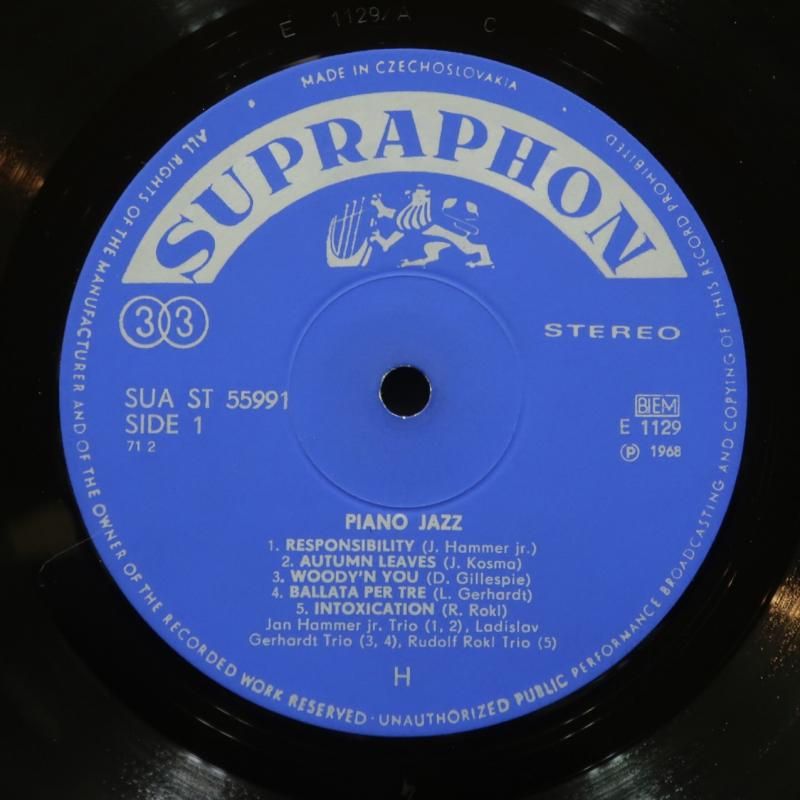 E 1129/A C
MADE IN CZECHOSLOVAKIA
ALL RIGHTS OF THE MANUFACTURER AND OF THE OWNER OF THE RECORDED WORK RESERVED · UNAUTHORIZED PUBLIC PERFORMANCE BROADCASTING AND COPYING OF THIS RECORD PROHIBITED
SUPRAPHON
33
STEREO
SUA ST 55991
SIDE 1
71 2
BIEM
E 1129
Ⓟ 1968
PIANO JAZZ
1. RESPONSIBILITY (J. Hammer jr.)
2. AUTUMN LEAVES (J. Kosma)
3. WOODY'N YOU (D. Gillespie)
4. BALLATA PER TRE (L. Gerhardt)
5. INTOXICATION (R. Rokl)
Jan Hammer jr. Trio (1, 2), Ladislav
Gerhardt Trio (3, 4), Rudolf Rokl Trio (5)
H